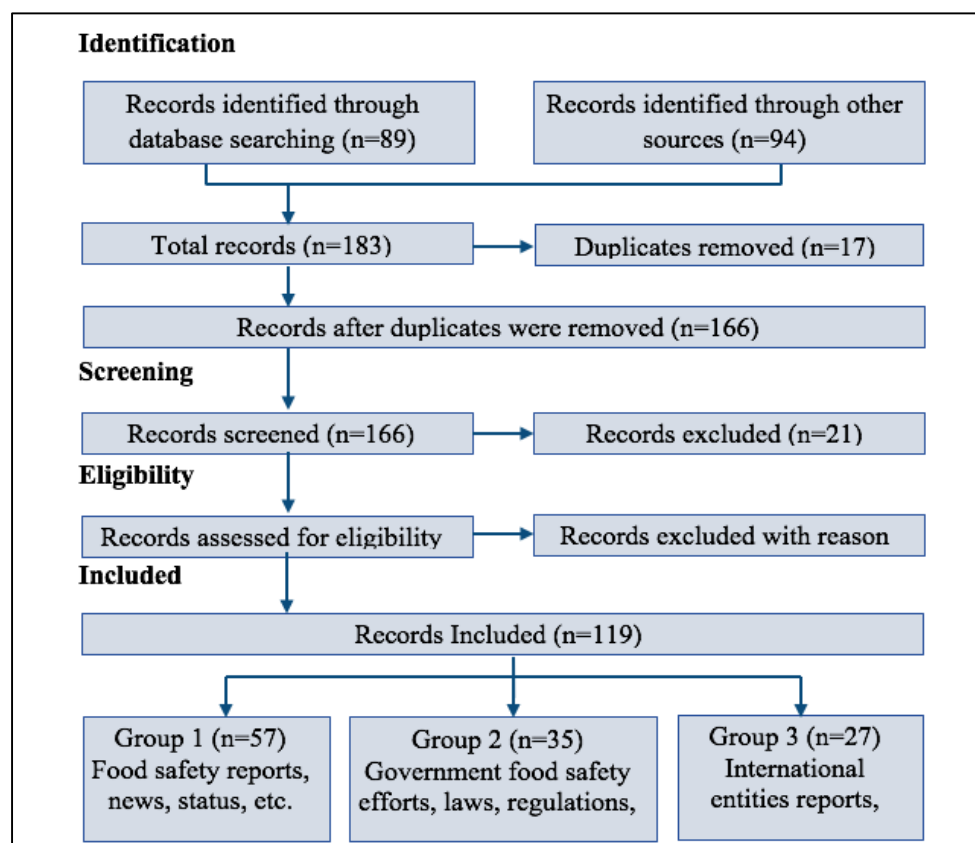 Identification
Records identified through
database searching (n=89)
Records identified through other
sources (n=94)
Total records (n=183)
Duplicates removed (n=17)
Records after duplicates were removed (n=166)
Screening
Records screened (n=166)
Records excluded (n=21)
Eligibility
Records assessed for eligibility
Records excluded with reason
Included
Records Included (n=119)
Group 1 (n=57)
Food safety reports,
news, status, etc.
Group 2 (n=35)
Government food safety
efforts, laws, regulations,
Group 3 (n=27)
International
entities reports,